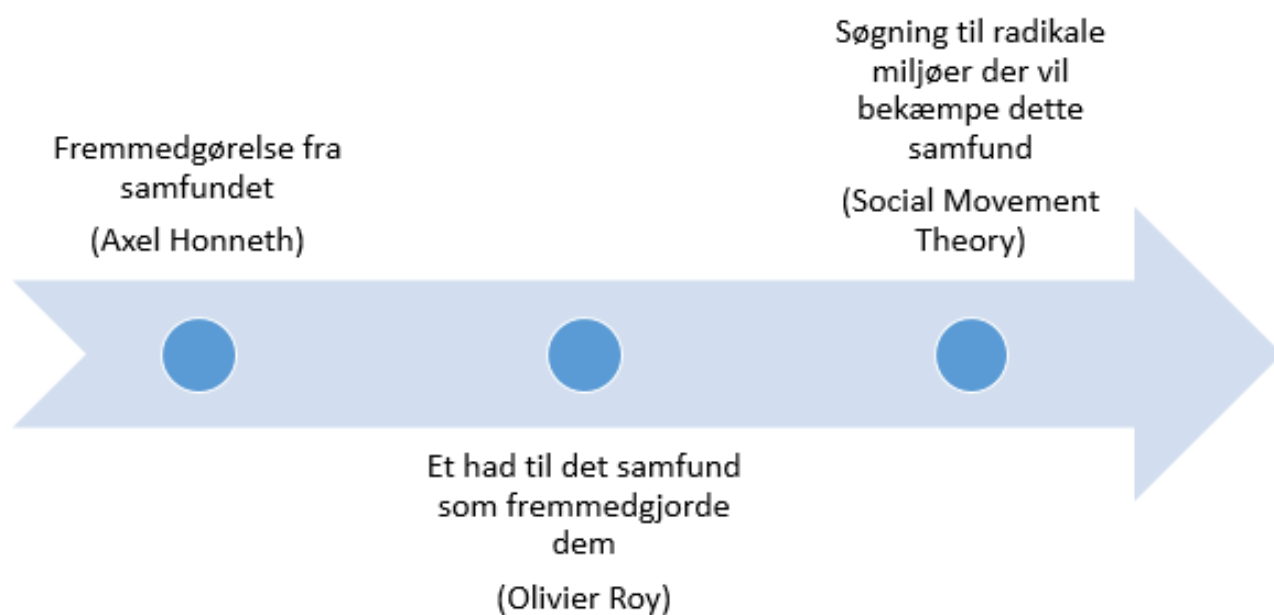 Fremmedgørelse fra
samfundet
(Axel Honneth)
Et had til det samfund
som fremmedgjorde
dem
(Olivier Roy)
Søgning til radikale
miljøer der vil
bekæmpe dette
samfund
(Social Movement
Theory)